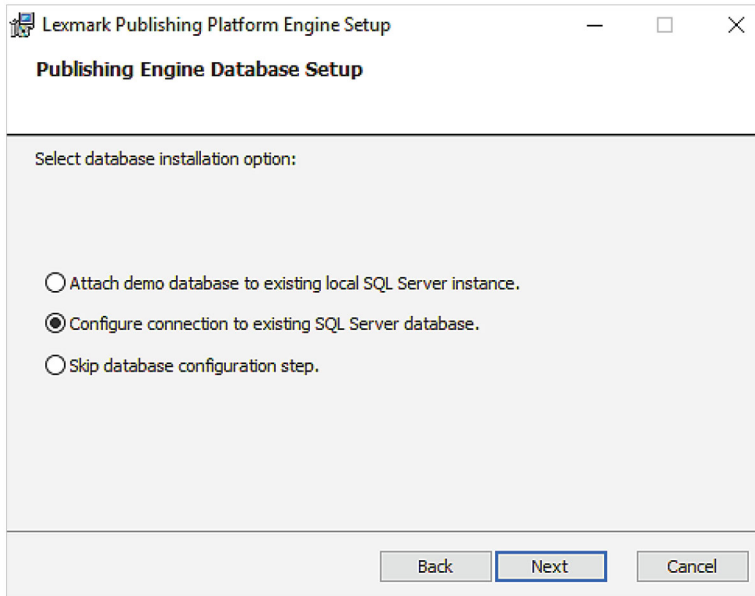 Lexmark Publishing Platform Engine Setup
Publishing Engine Database Setup
Select database installation option:
Attach demo database to existing local SQL Server instance.
Configure connection to existing SQL Server database.
Skip database configuration step.
Back Next Cancel